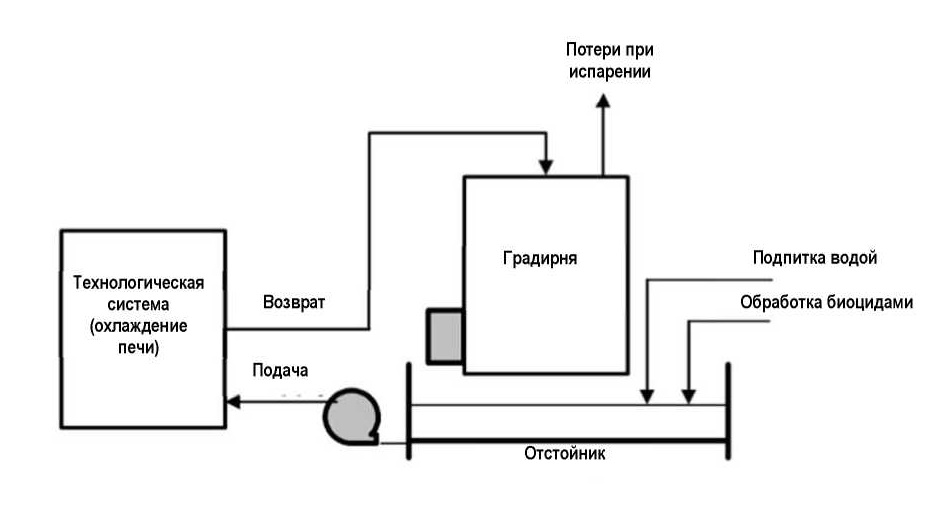 Потери при
испарении
Градирня
Подпитка водой
Технологическая
система
(охлаждение
печи)
Возврат
Обработка биоцидами
Подача
Отстойник